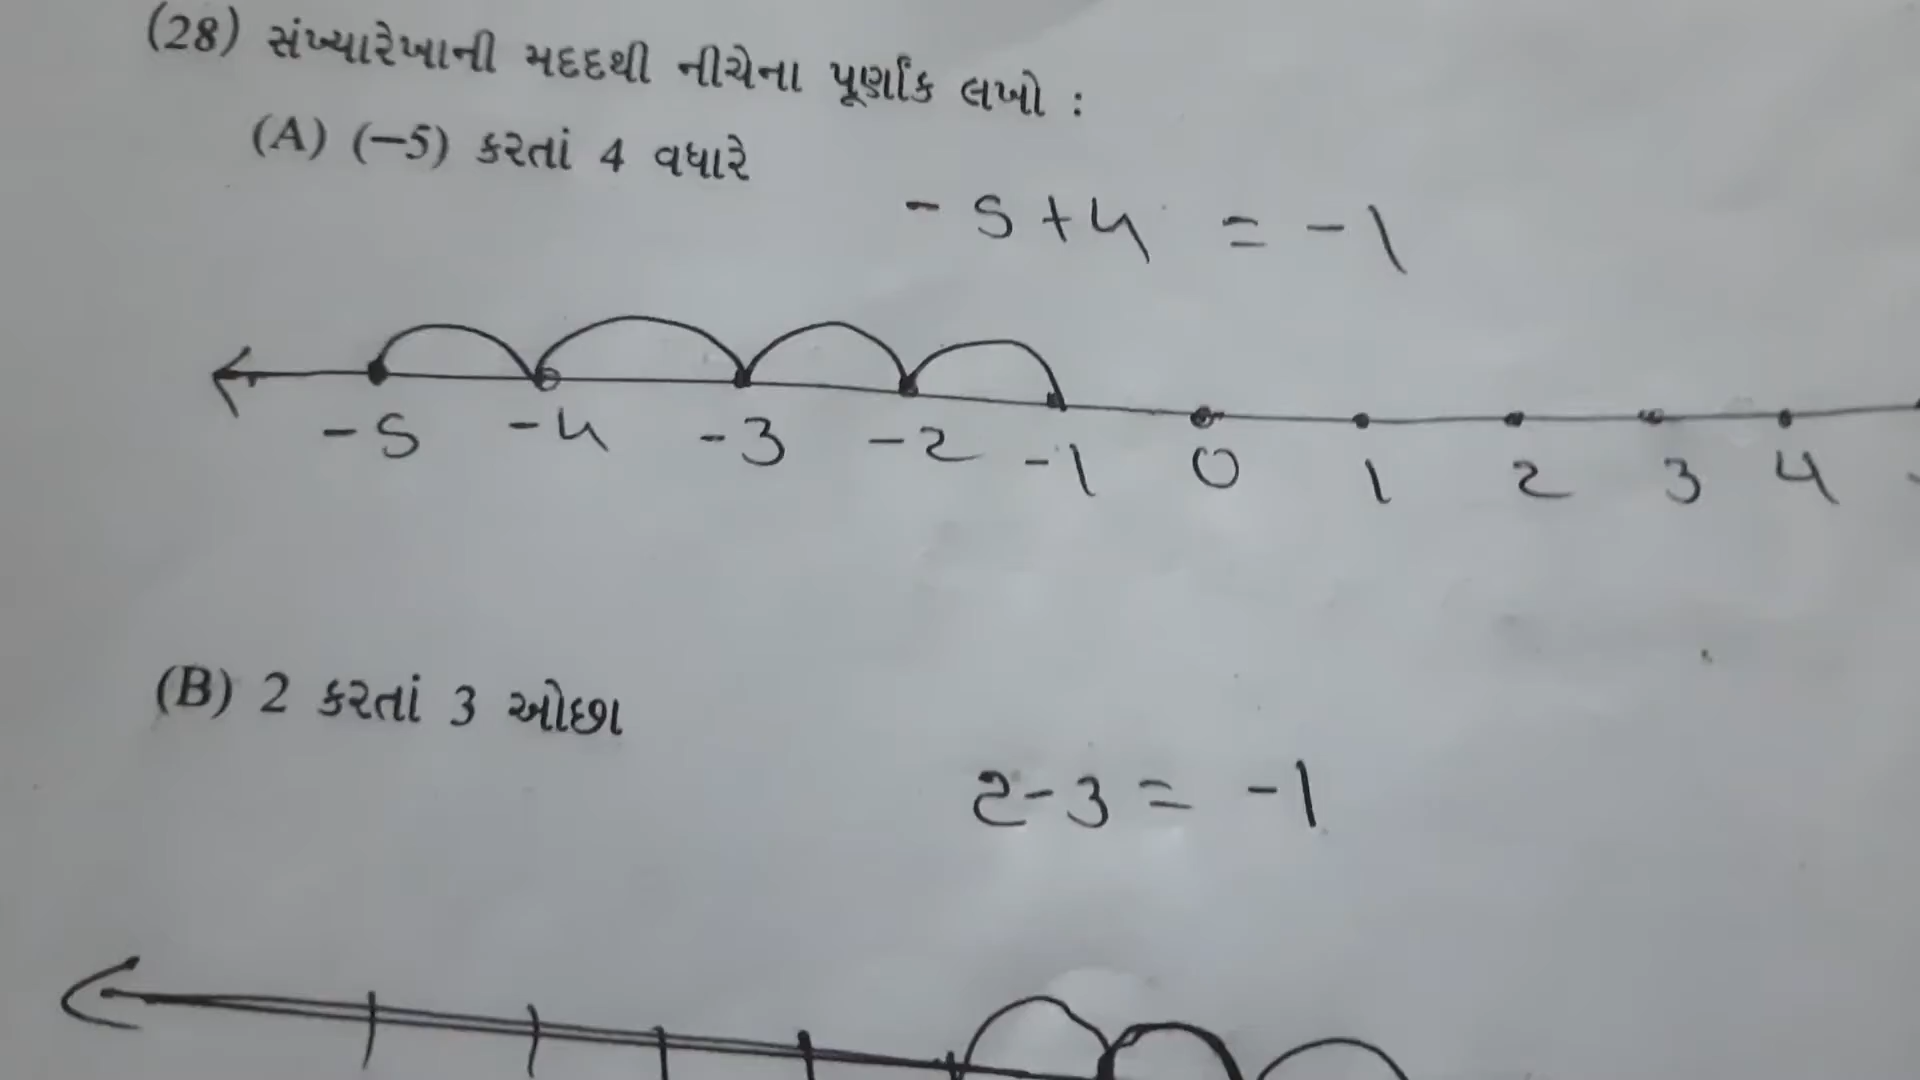 (28) સંખ્યારેખાની મદદથી નીચેના પૂર્ણાંક લખો :
(A) (–5) કરતાં 4 વધારે
- 5 + 4 = - 1
-5 -4 -3 -2 -1 0 1 2 3 4
(B) 2 કરતાં 3 ઓછા
2 - 3 = - 1